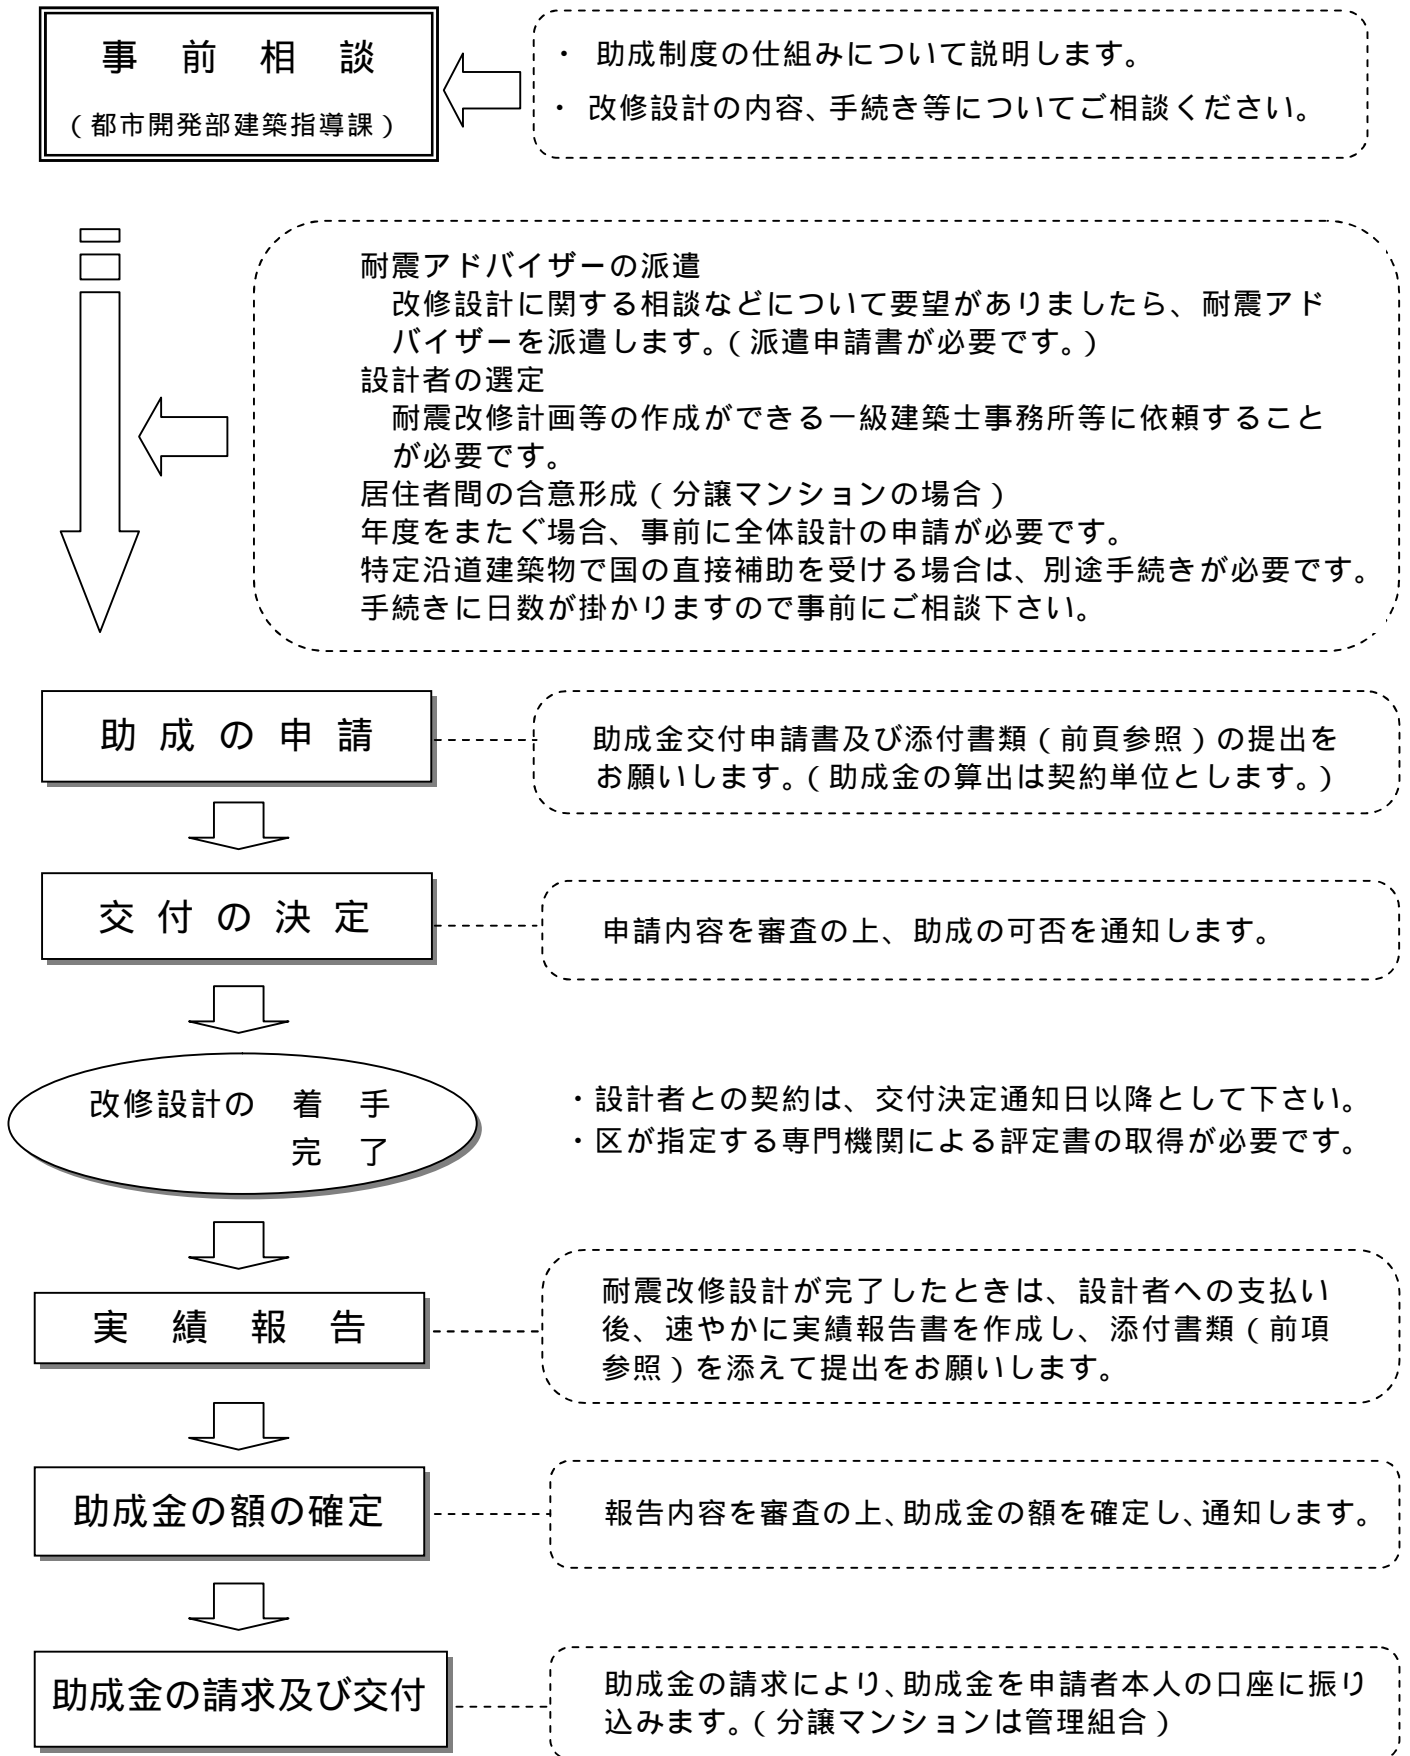 事 前 相 談
(都市開発部建築指導課)
・ 助成制度の仕組みについて説明します。
・ 改修設計の内容、手続き等についてご相談ください。
耐震アドバイザーの派遣
改修設計に関する相談などについて要望がありましたら、耐震アド
バイザーを派遣します。(派遣申請書が必要です。)
設計者の選定
耐震改修計画等の作成ができる一級建築士事務所等に依頼すること
が必要です。
居住者間の合意形成(分譲マンションの場合)
年度をまたぐ場合、事前に全体設計の申請が必要です。
特定沿道建築物で国の直接補助を受ける場合は、別途手続きが必要です。
手続きに日数が掛かりますので事前にご相談下さい。
助 成 の 申 請
助成金交付申請書及び添付書類(前頁参照)の提出を
お願いします。(助成金の算出は契約単位とします。)
交 付 の 決 定
申請内容を審査の上、助成の可否を通知します。
改修設計の 着 手
完 了
・設計者との契約は、交付決定通知日以降として下さい。
・区が指定する専門機関による評定書の取得が必要です。
実 績 報 告
耐震改修設計が完了したときは、設計者への支払い
後、速やかに実績報告書を作成し、添付書類(前項
参照)を添えて提出をお願いします。
助成金の額の確定
報告内容を審査の上、助成金の額を確定し、通知します。
助成金の請求及び交付
助成金の請求により、助成金を申請者本人の口座に振り
込みます。(分譲マンションは管理組合)